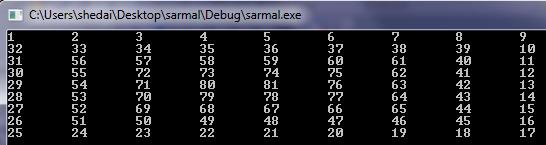 C:\Users\shedai\Desktop\sarmal\Debug\sarmal.exe
1 2 3 4 5 6 7 8 9
32 33 34 35 36 37 38 39 10
31 56 57 58 59 60 61 40 11
30 55 72 73 74 75 62 41 12
29 54 71 80 81 76 63 42 13
28 53 70 79 78 77 64 43 14
27 52 69 68 67 66 65 44 15
26 51 50 49 48 47 46 45 16
25 24 23 22 21 20 19 18 17